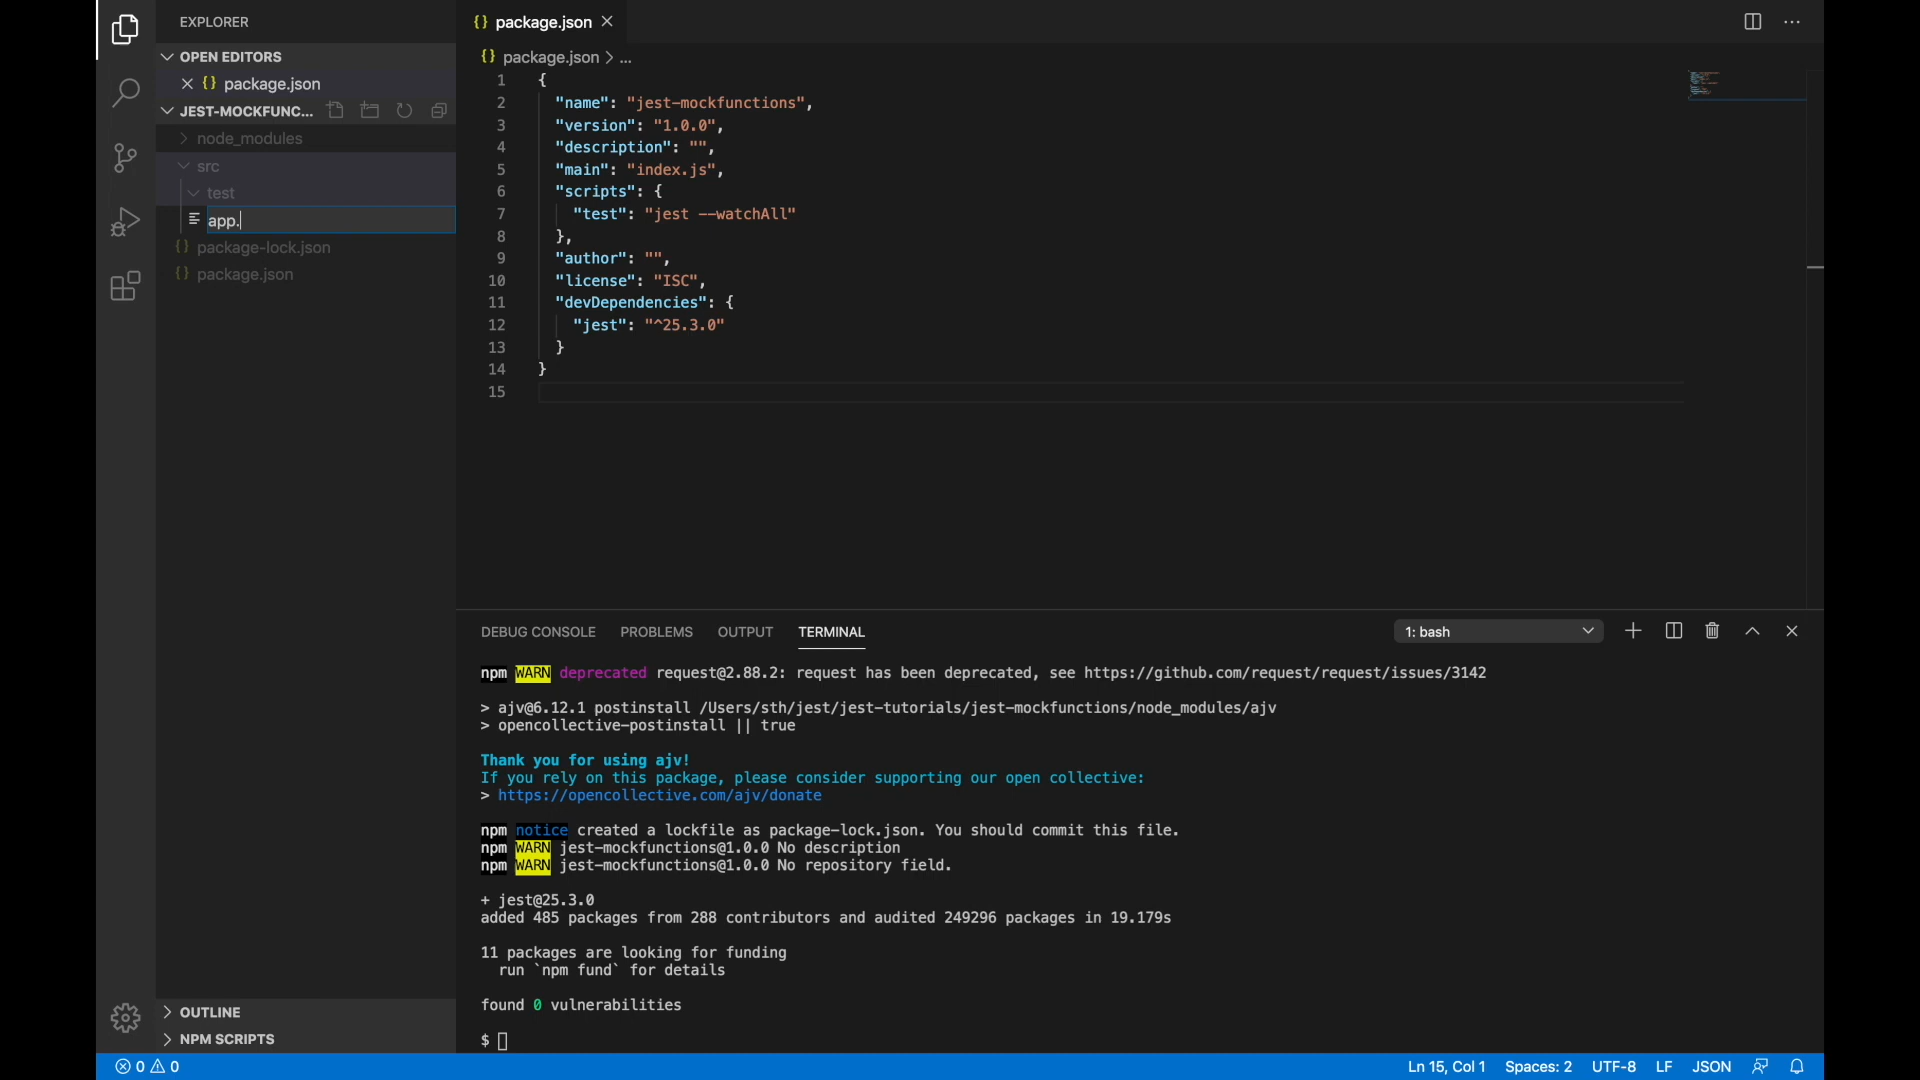 EXPLORER
OPEN EDITORS
package.json
JEST-MOCKFUNC...
node_modules
src
test
app.
package-lock.json
package.json
OUTLINE
NPM SCRIPTS
package.json
package.json > ...
1 {
2 "name": "jest-mockfunctions",
3 "version": "1.0.0",
4 "description": "",
5 "main": "index.js",
6 "scripts": {
7 "test": "jest --watchAll"
8 },
9 "author": "",
10 "license": "ISC",
11 "devDependencies": {
12 "jest": "^25.3.0"
13 }
14 }
15
DEBUG CONSOLE PROBLEMS OUTPUT TERMINAL 1: bash
npm WARN deprecated request@2.88.2: request has been deprecated, see https://github.com/request/request/issues/3142
> ajv@6.12.1 postinstall /Users/sth/jest/jest-tutorials/jest-mockfunctions/node_modules/ajv
> opencollective-postinstall || true
Thank you for using ajv!
If you rely on this package, please consider supporting our open collective:
> https://opencollective.com/ajv/donate
npm notice created a lockfile as package-lock.json. You should commit this file.
npm WARN jest-mockfunctions@1.0.0 No description
npm WARN jest-mockfunctions@1.0.0 No repository field.
+ jest@25.3.0
added 485 packages from 288 contributors and audited 249296 packages in 19.179s
11 packages are looking for funding
run `npm fund` for details
found 0 vulnerabilities
$
0 0 Ln 15, Col 1 Spaces: 2 UTF-8 LF JSON